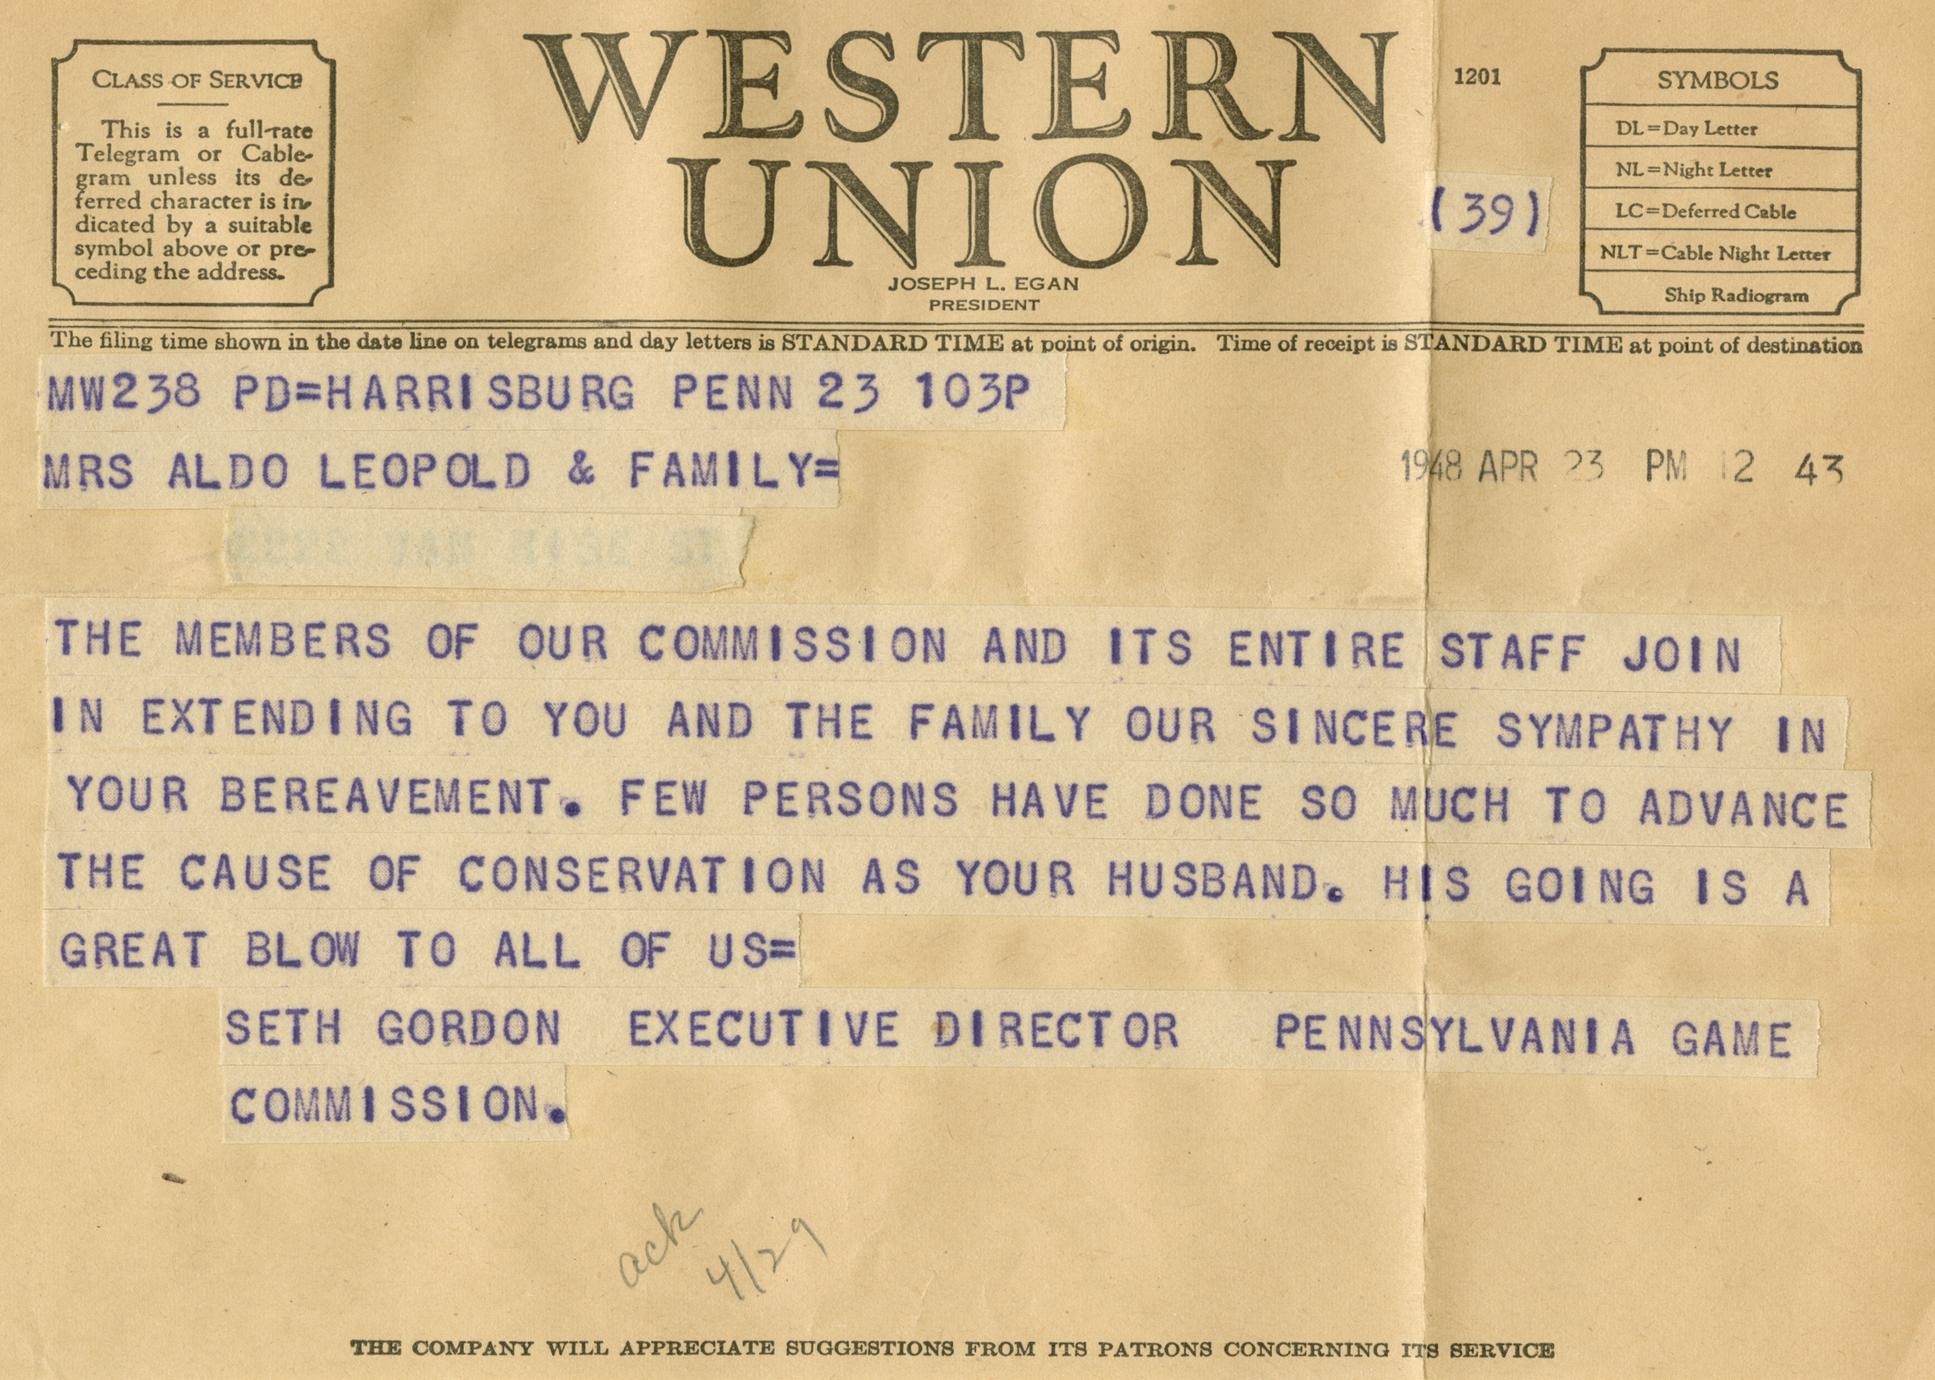 CLASS OF SERVICE
This is a full-rate
Telegram or Cable-
gram unless its de-
ferred character is in-
dicated by a suitable
symbol above or pre-
ceding the address.
WESTERN
UNION
JOSEPH L. EGAN
PRESIDENT
1201
(39)
SYMBOLS
DL=Day Letter
NL=Night Letter
LC=Deferred Cable
NLT=Cable Night Letter
Ship Radiogram
The filing time shown in the date line on telegrams and day letters is STANDARD TIME at point of origin. Time of receipt is STANDARD TIME at point of destination
MW238 PD=HARRISBURG PENN 23 103P
MRS ALDO LEOPOLD & FAMILY=
1948 APR 23 PM 12 43
THE MEMBERS OF OUR COMMISSION AND ITS ENTIRE STAFF JOIN
IN EXTENDING TO YOU AND THE FAMILY OUR SINCERE SYMPATHY IN
YOUR BEREAVEMENT. FEW PERSONS HAVE DONE SO MUCH TO ADVANCE
THE CAUSE OF CONSERVATION AS YOUR HUSBAND. HIS GOING IS A
GREAT BLOW TO ALL OF US=
SETH GORDON EXECUTIVE DIRECTOR PENNSYLVANIA GAME
COMMISSION.
ack
4/29
THE COMPANY WILL APPRECIATE SUGGESTIONS FROM ITS PATRONS CONCERNING ITS SERVICE